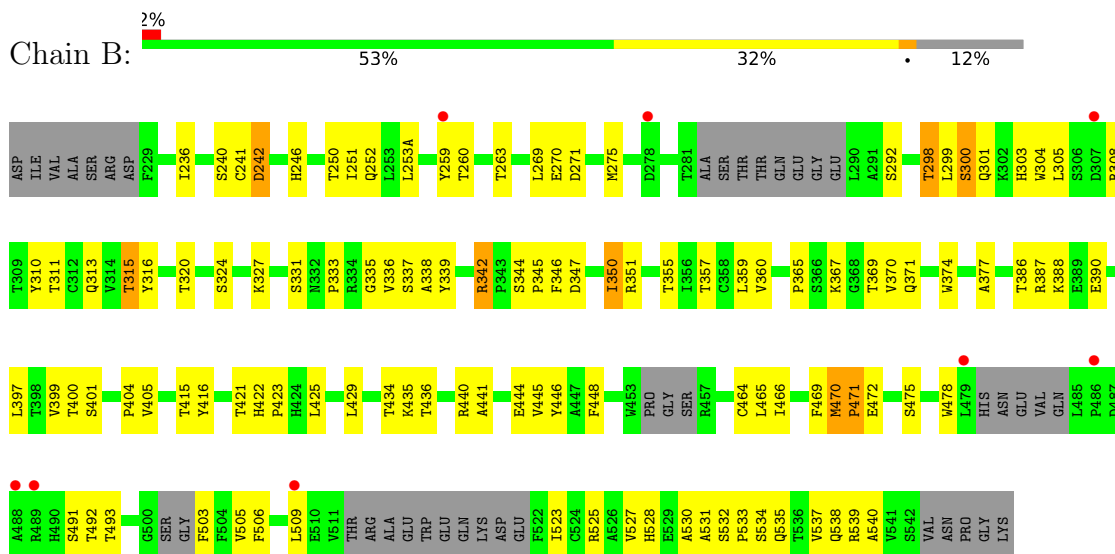 2%
Chain B:
53% 32% • 12%
ASP ILE VAL ALA SER ARG ASP F229 I236 S240 C241 D242 H246 T250 I251 Q252 L253 L253A Y259 T260 T263 L269 E270 D271 M275 D278 T281 ALA SER THR THR GLN GLU GLY GLU L290 A291 S292 T298 L299 S300 Q301 K302 H303 W304 L305 S306 D307
T309 Y310 T311 C312 Q313 V314 T315 Y316 T320 S324 K327 S331 N332 P333 R334 G335 V336 S337 A338 Y339 R342 P343 S344 P345 F346 D347 I350 R351 T355 I356 T357 C358 L359 V360 P365 S366 K367 G368 T369 V370 Q371 W374 A377 T386 R387 K388 E389 E390
L397 T398 V399 T400 S401 P404 V405 T415 Y416 T421 H422 P423 H424 L425 L429 T434 K435 T436 R440 A441 E444 V445 Y446 A447 F448 W453 PRO GLY SER R457 C464 L465 I466 F469 M470 P471 E472 S475 W478 L479 HIS ASN GLU VAL GLN L485 P486
A488 R489 H490 S491 T492 T493 G500 SER GLY F503 F504 V505 F506 L509 E510 V511 THR ARG ALA GLU TRP GLU GLN LYS ASP GLU F522 I523 C524 R525 A526 V527 H528 E529 A530 A531 S532 P533 S534 Q535 T536 V537 Q538 R539 A540 V541 S542 VAL ASN PRO GLY LYS